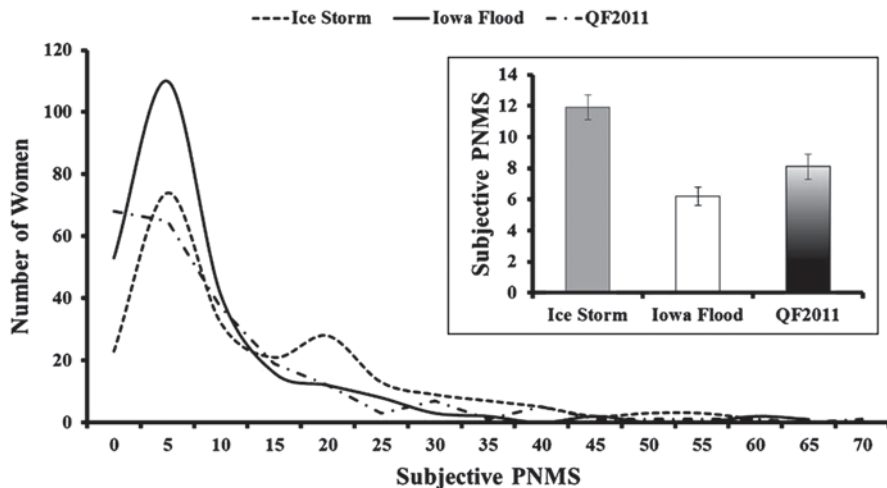 Ice Storm Iowa Flood QF2011
120
100
80
60
40
20
0
Number of Women
0 5 10 15 20 25 30 35 40 45 50 55 60 65 70
Subjective PNMS
14
12
10
8
6
4
2
0
Subjective PNMS
Ice Storm Iowa Flood QF2011